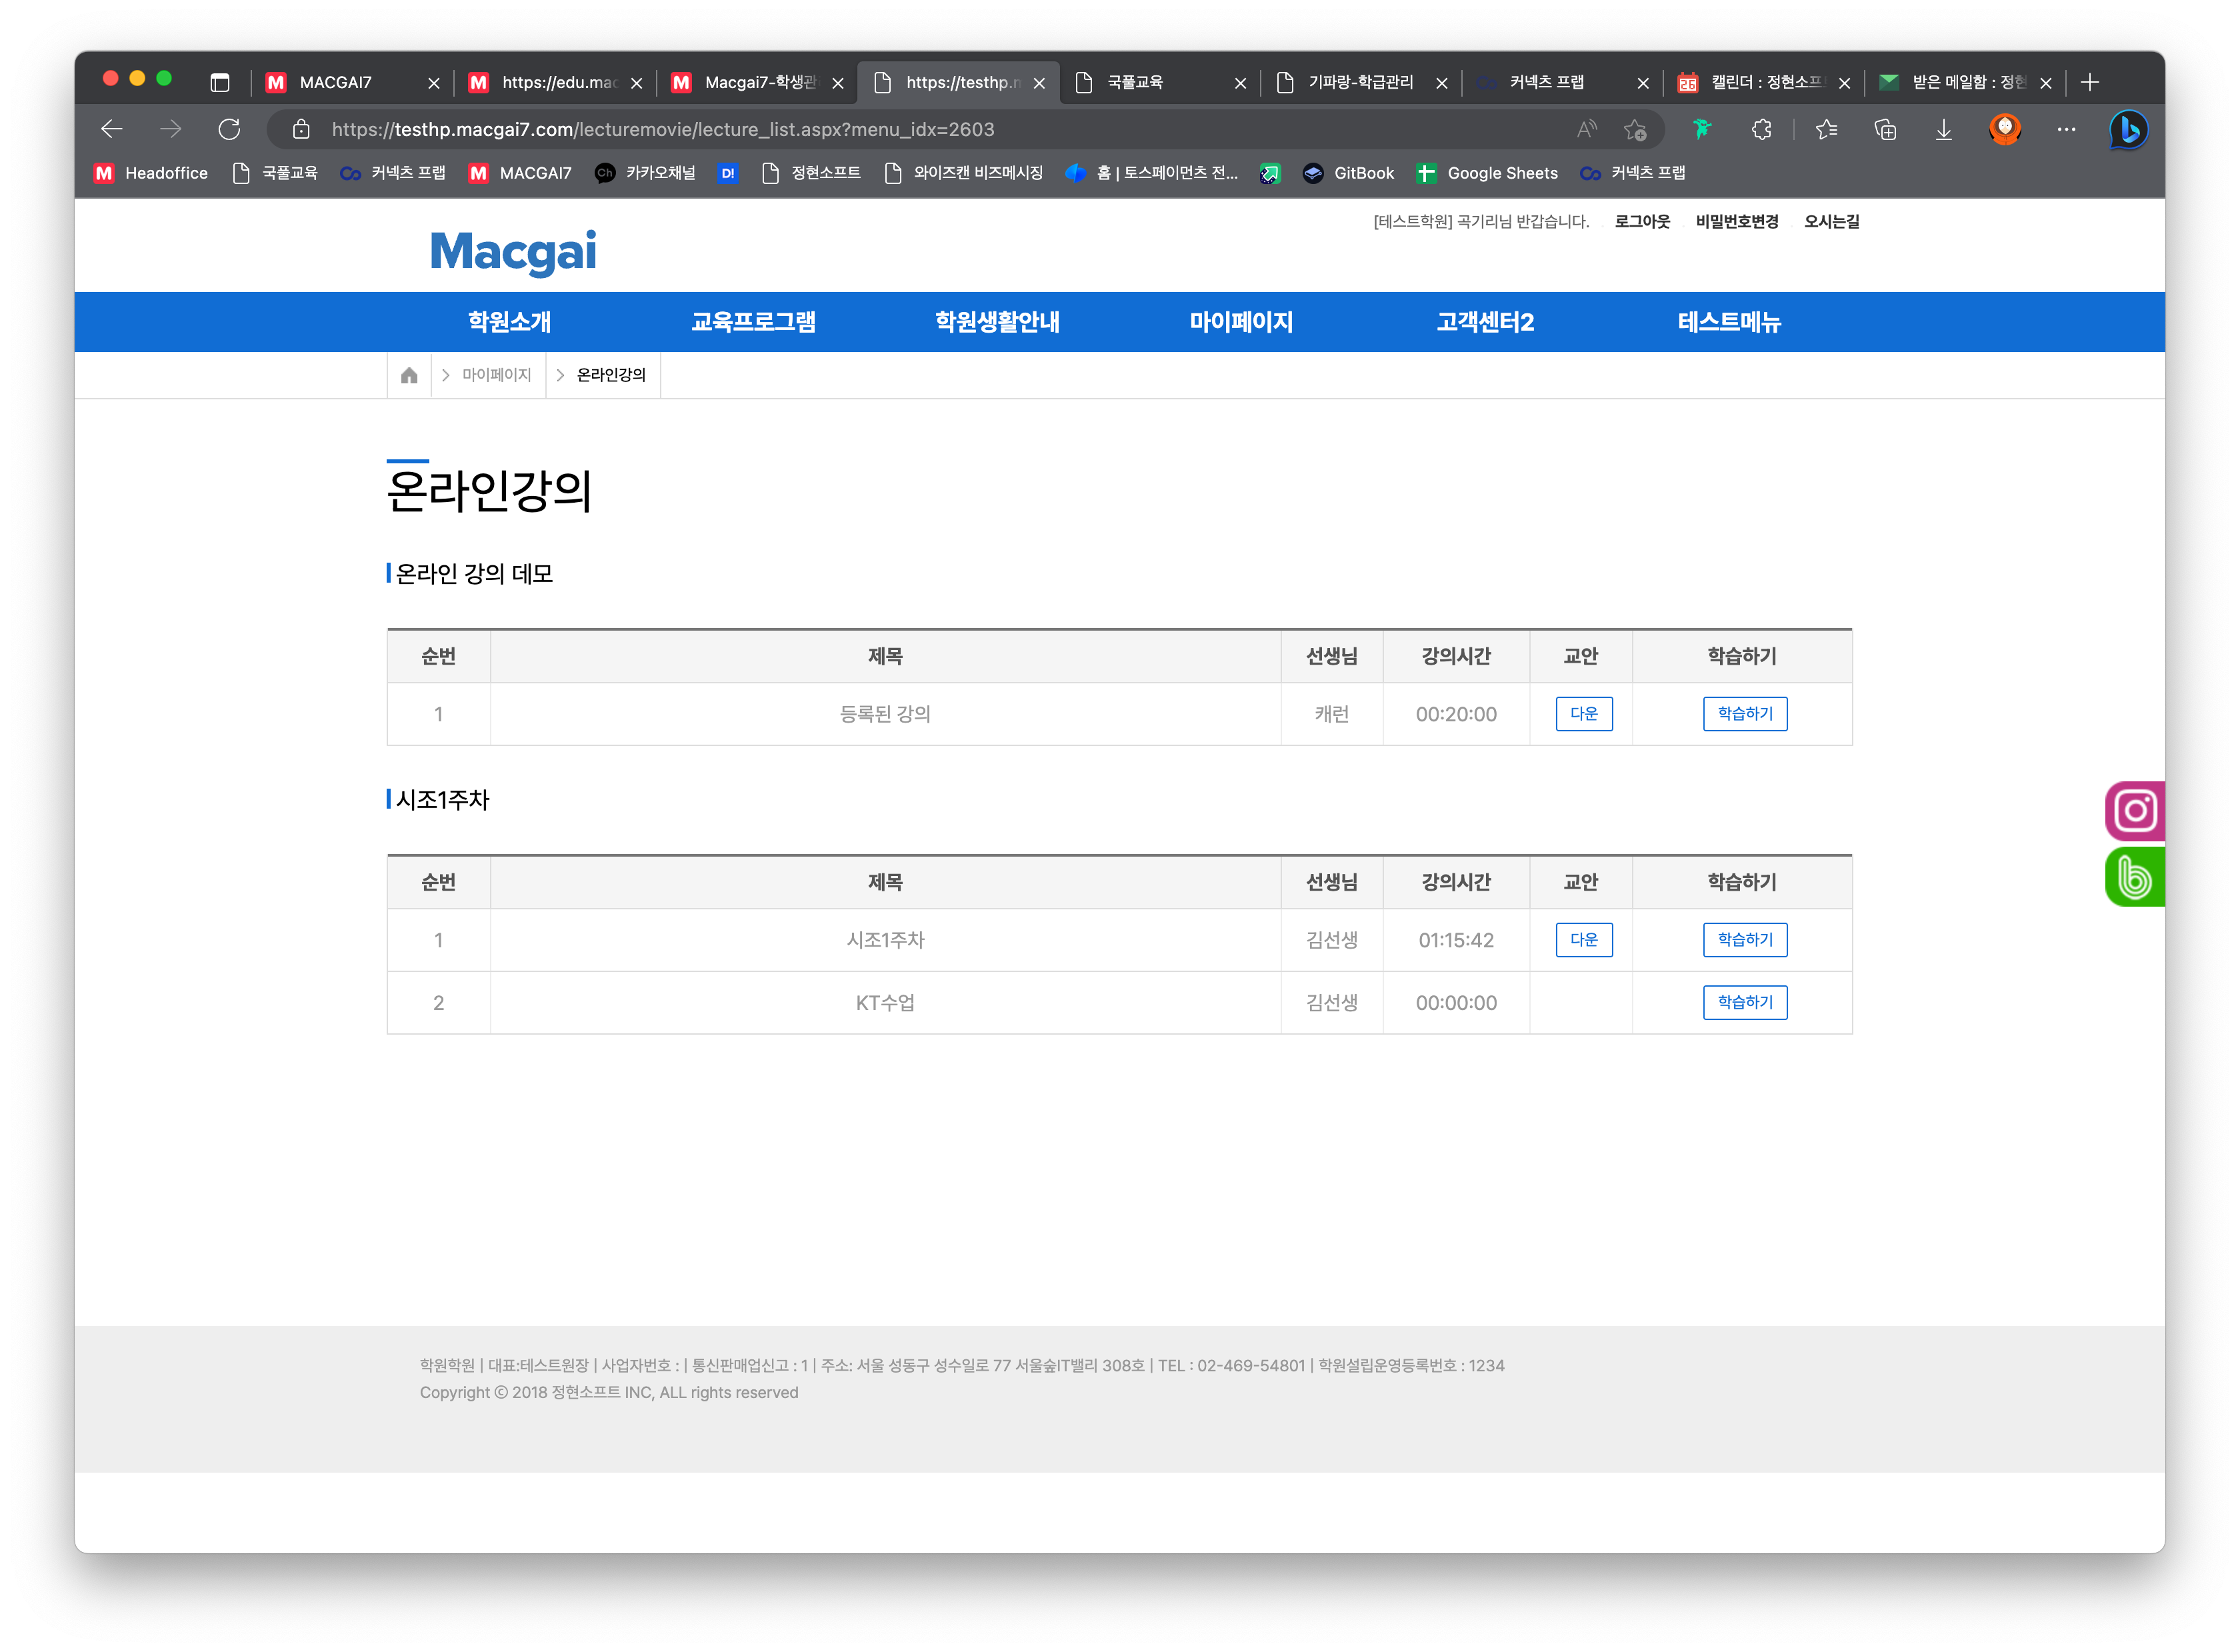 MACGAI7
https://edu.mac
Macgai7-학생관
https://testhp.m
국풀교육
기파랑-학급관리
커넥츠 프랩
캘린더 : 정현소프
받은 메일함 : 정현
https://testhp.macgai7.com/lecturemovie/lecture_list.aspx?menu_idx=2603
Headoffice 국풀교육 커넥츠 프랩 MACGAI7 카카오채널 정현소프트 와이즈캔 비즈메시징 홈 | 토스페이먼츠 전... GitBook Google Sheets 커넥츠 프랩
[테스트학원] 곡기리님 반갑습니다. 로그아웃 비밀번호변경 오시는길
Macgai
학원소개 교육프로그램 학원생활안내 마이페이지 고객센터2 테스트메뉴
마이페이지 온라인강의
온라인강의
온라인 강의 데모
순번 제목 선생님 강의시간 교안 학습하기
1 등록된 강의 캐런 00:20:00 다운 학습하기
시조1주차
순번 제목 선생님 강의시간 교안 학습하기
1 시조1주차 김선생 01:15:42 다운 학습하기
2 KT수업 김선생 00:00:00 학습하기
학원학원 | 대표:테스트원장 | 사업자번호 : | 통신판매업신고 : 1 | 주소: 서울 성동구 성수일로 77 서울숲IT밸리 308호 | TEL : 02-469-54801 | 학원설립운영등록번호 : 1234
Copyright ⓒ 2018 정현소프트 INC, ALL rights reserved